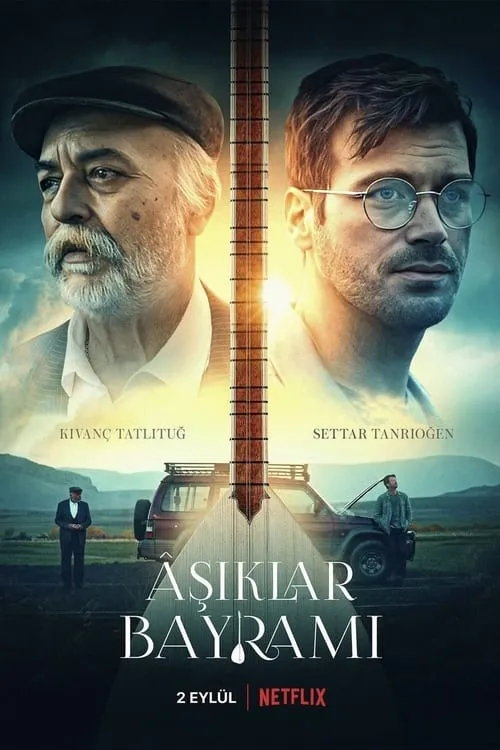 KIVANÇ TATLITUĞ
SETTAR TANRIÖĞEN
ÂŞIKLAR
BAYRAMI
2 EYLÜL | NETFLIX